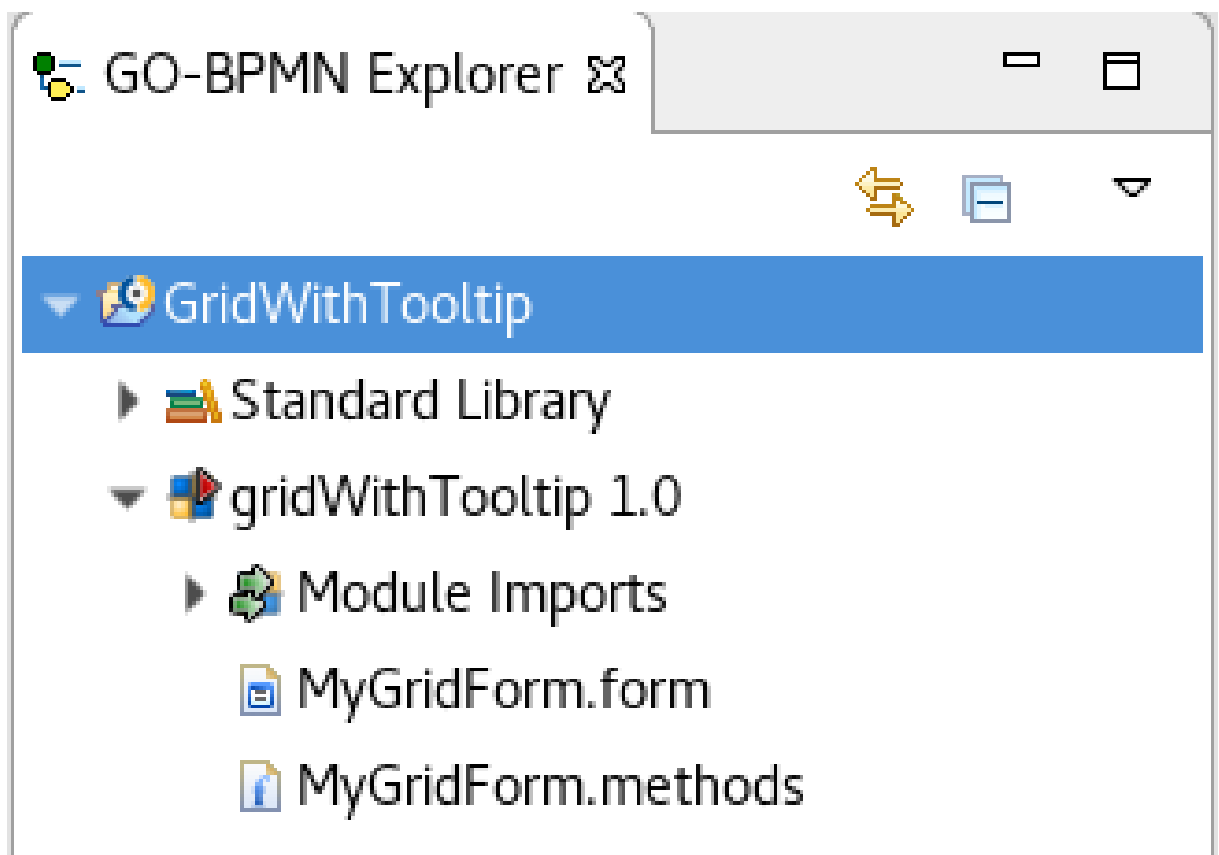 GO-BPMN Explorer
GridWithTooltip
Standard Library
gridWithTooltip 1.0
Module Imports
MyGridForm.form
MyGridForm.methods